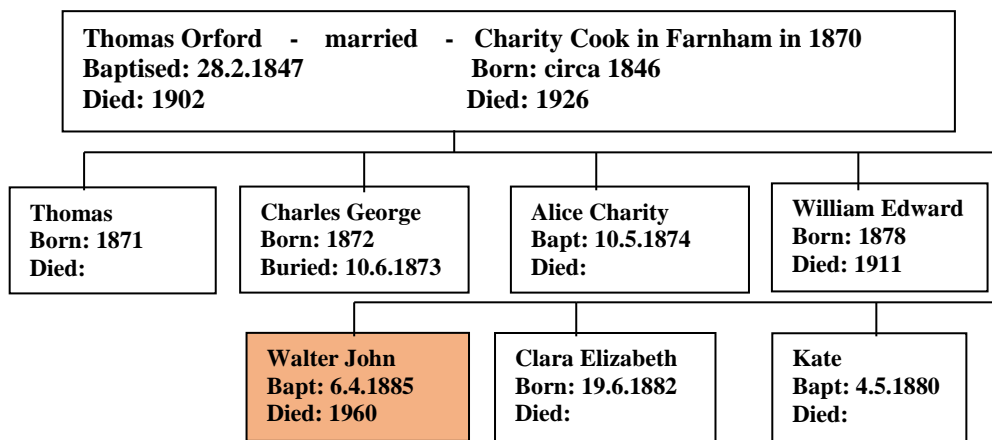 Thomas Orford - married - Charity Cook in Farnham in 1870
Baptised: 28.2.1847 Born: circa 1846
Died: 1902 Died: 1926
Thomas
Born: 1871
Died:
Charles George
Born: 1872
Buried: 10.6.1873
Alice Charity
Bapt: 10.5.1874
Died:
William Edward
Born: 1878
Died: 1911
Walter John
Bapt: 6.4.1885
Died: 1960
Clara Elizabeth
Born: 19.6.1882
Died:
Kate
Bapt: 4.5.1880
Died: